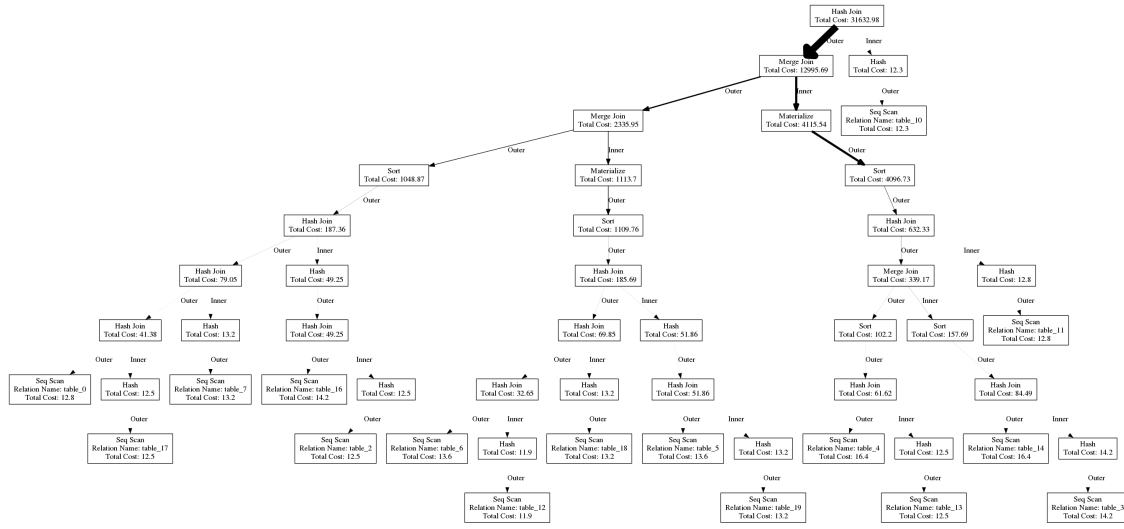 Hash Join
Total Cost: 31632.98
Outer
Inner
Merge Join
Total Cost: 12995.69
Hash
Total Cost: 12.3
Outer
Inner
Outer
Merge Join
Total Cost: 2335.95
Materialize
Total Cost: 4115.54
Seq Scan
Relation Name: table_10
Total Cost: 12.3
Outer
Inner
Outer
Sort
Total Cost: 1048.87
Materialize
Total Cost: 1113.7
Sort
Total Cost: 4096.73
Outer
Outer
Outer
Hash Join
Total Cost: 187.36
Sort
Total Cost: 1109.76
Hash Join
Total Cost: 632.33
Outer
Inner
Outer
Outer
Inner
Hash Join
Total Cost: 79.05
Hash
Total Cost: 49.25
Hash Join
Total Cost: 185.69
Merge Join
Total Cost: 339.17
Hash
Total Cost: 12.8
Outer
Inner
Outer
Outer
Inner
Outer
Inner
Outer
Hash Join
Total Cost: 41.38
Hash
Total Cost: 13.2
Hash Join
Total Cost: 49.25
Hash Join
Total Cost: 69.85
Hash
Total Cost: 51.86
Sort
Total Cost: 102.2
Sort
Total Cost: 157.69
Seq Scan
Relation Name: table_11
Total Cost: 12.8
Outer
Inner
Outer
Outer
Inner
Outer
Inner
Outer
Outer
Outer
Seq Scan
Relation Name: table_0
Total Cost: 12.8
Hash
Total Cost: 12.5
Seq Scan
Relation Name: table_7
Total Cost: 13.2
Seq Scan
Relation Name: table_16
Total Cost: 14.2
Hash
Total Cost: 12.5
Hash Join
Total Cost: 32.65
Hash
Total Cost: 13.2
Hash Join
Total Cost: 51.86
Hash Join
Total Cost: 61.62
Hash Join
Total Cost: 84.49
Outer
Outer
Outer
Inner
Outer
Outer
Inner
Outer
Inner
Outer
Inner
Seq Scan
Relation Name: table_17
Total Cost: 12.5
Seq Scan
Relation Name: table_2
Total Cost: 12.5
Seq Scan
Relation Name: table_6
Total Cost: 13.6
Hash
Total Cost: 11.9
Seq Scan
Relation Name: table_18
Total Cost: 13.2
Seq Scan
Relation Name: table_5
Total Cost: 13.6
Hash
Total Cost: 13.2
Seq Scan
Relation Name: table_4
Total Cost: 16.4
Hash
Total Cost: 12.5
Seq Scan
Relation Name: table_14
Total Cost: 16.4
Hash
Total Cost: 14.2
Outer
Outer
Outer
Outer
Seq Scan
Relation Name: table_12
Total Cost: 11.9
Seq Scan
Relation Name: table_19
Total Cost: 13.2
Seq Scan
Relation Name: table_13
Total Cost: 12.5
Seq Scan
Relation Name: table_3
Total Cost: 14.2